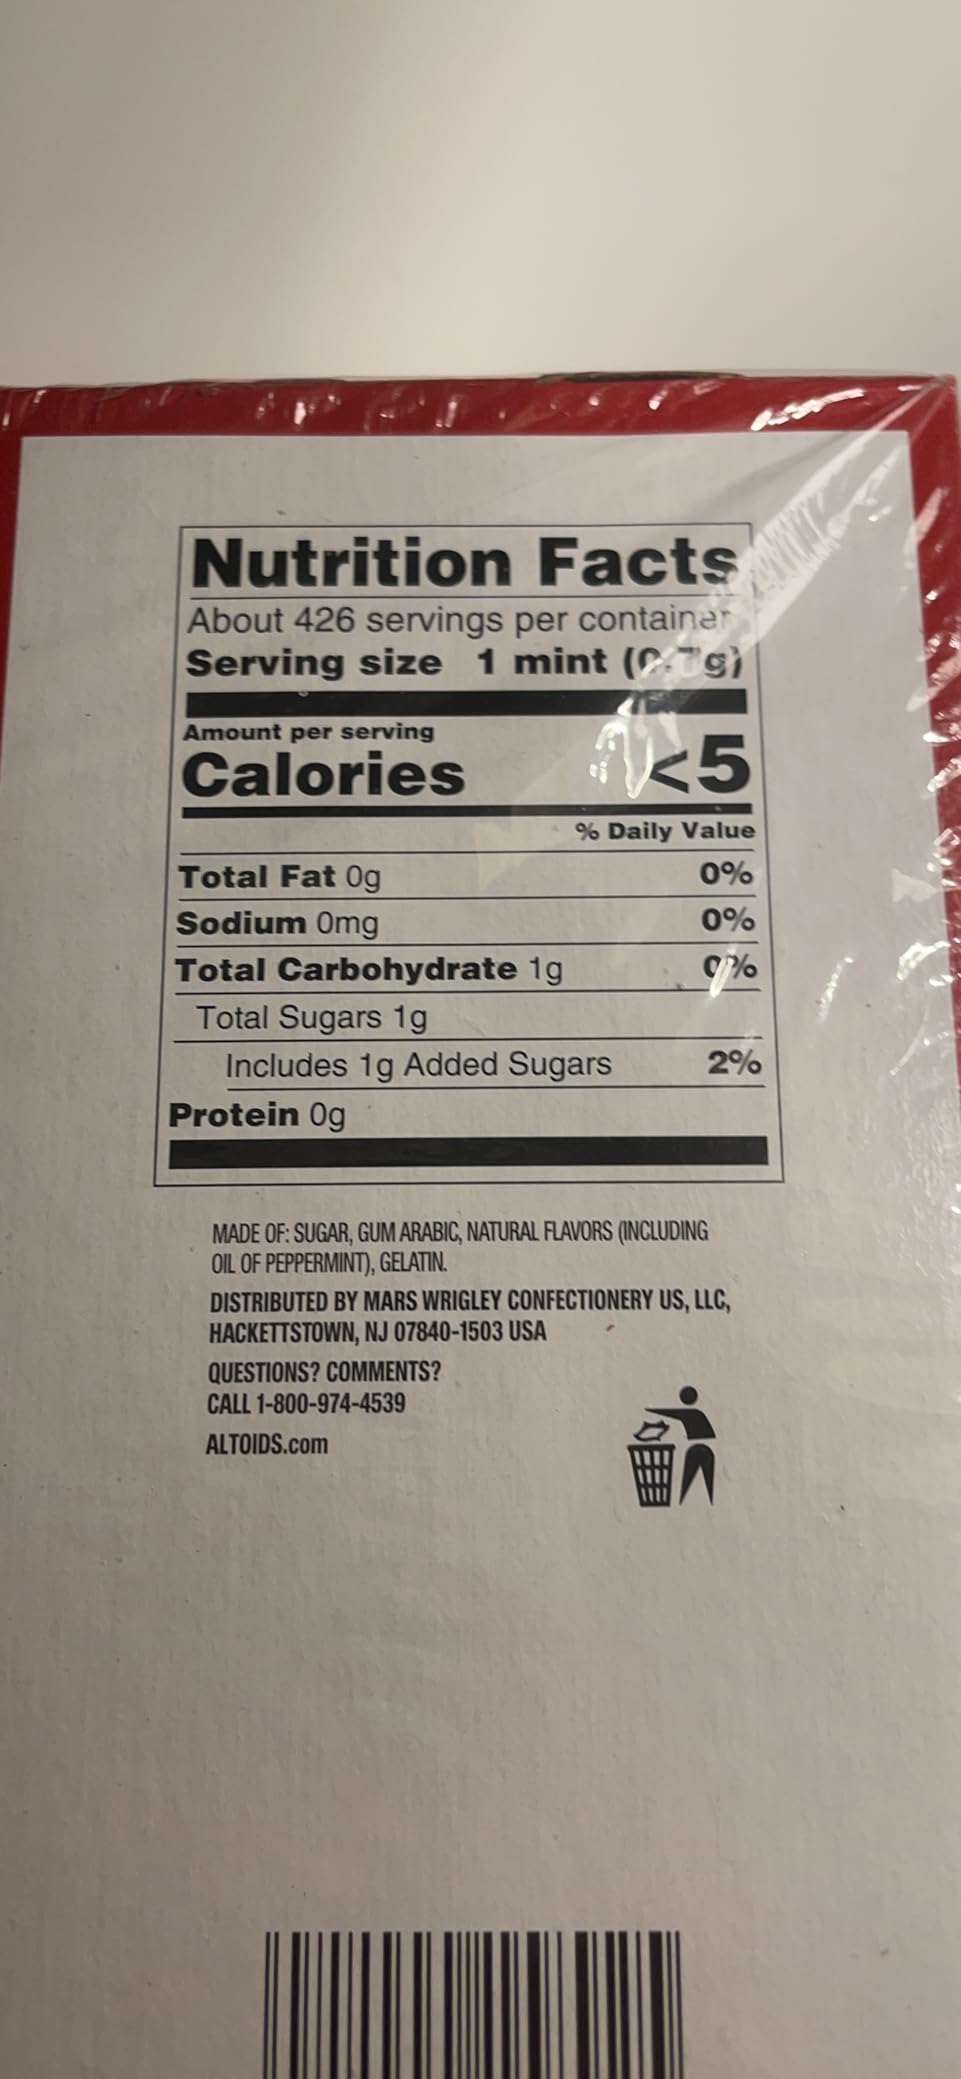 Nutrition Facts
About 426 servings per container
Serving size 1 mint (0.7g)
Amount per serving
Calories <5
% Daily Value
Total Fat 0g 0%
Sodium 0mg 0%
Total Carbohydrate 1g 0%
Total Sugars 1g
Includes 1g Added Sugars 2%
Protein 0g
MADE OF: SUGAR, GUM ARABIC, NATURAL FLAVORS (INCLUDING
OIL OF PEPPERMINT), GELATIN.
DISTRIBUTED BY MARS WRIGLEY CONFECTIONERY US, LLC,
HACKETTSTOWN, NJ 07840-1503 USA
QUESTIONS? COMMENTS?
CALL 1-800-974-4539
ALTOIDS.com